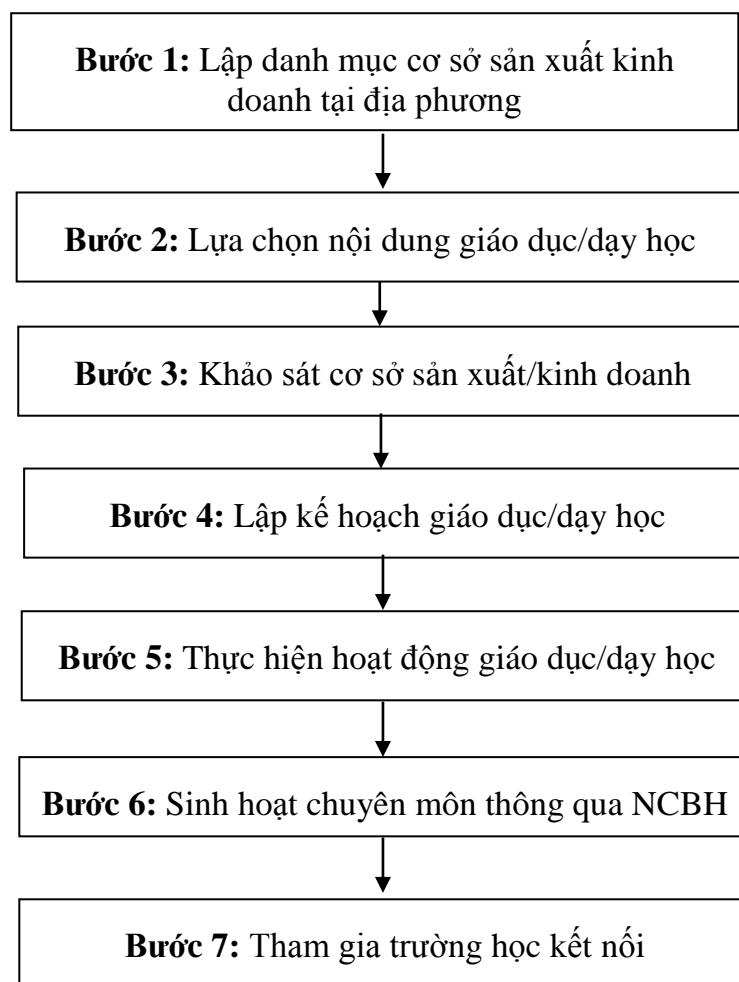 Bước 1: Lập danh mục cơ sở sản xuất kinh
doanh tại địa phương
Bước 2: Lựa chọn nội dung giáo dục/dạy học
Bước 3: Khảo sát cơ sở sản xuất/kinh doanh
Bước 4: Lập kế hoạch giáo dục/dạy học
Bước 5: Thực hiện hoạt động giáo dục/dạy học
Bước 6: Sinh hoạt chuyên môn thông qua NCBH
Bước 7: Tham gia trường học kết nối